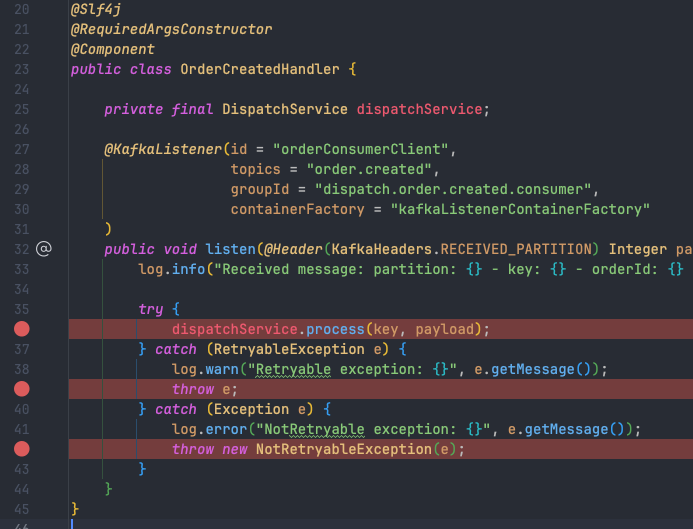 20 @Slf4j
21 @RequiredArgsConstructor
22 @Component
23 public class OrderCreatedHandler {
24
25 private final DispatchService dispatchService;
26
27 @KafkaListener(id = "orderConsumerClient",
28 topics = "order.created",
29 groupId = "dispatch.order.created.consumer",
30 containerFactory = "kafkaListenerContainerFactory"
31 )
32 @ public void listen(@Header(KafkaHeaders.RECEIVED_PARTITION) Integer pa
33 log.info("Received message: partition: {} - key: {} - orderId: {}
34
35 try {
dispatchService.process(key, payload);
37 } catch (RetryableException e) {
38 log.warn("Retryable exception: {}", e.getMessage());
throw e;
40 } catch (Exception e) {
41 log.error("NotRetryable exception: {}", e.getMessage());
throw new NotRetryableException(e);
43 }
44 }
45 }
46